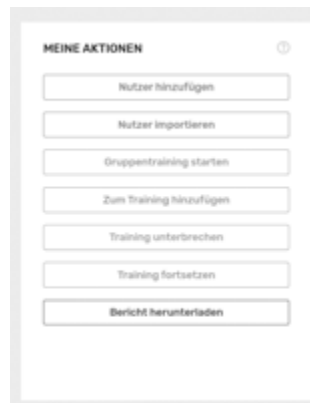 MEINE AKTIONEN
Nutzer hinzufügen
Nutzer importieren
Gruppentraining starten
Zum Training hinzufügen
Training unterbrechen
Training fortsetzen
Bericht herunterladen